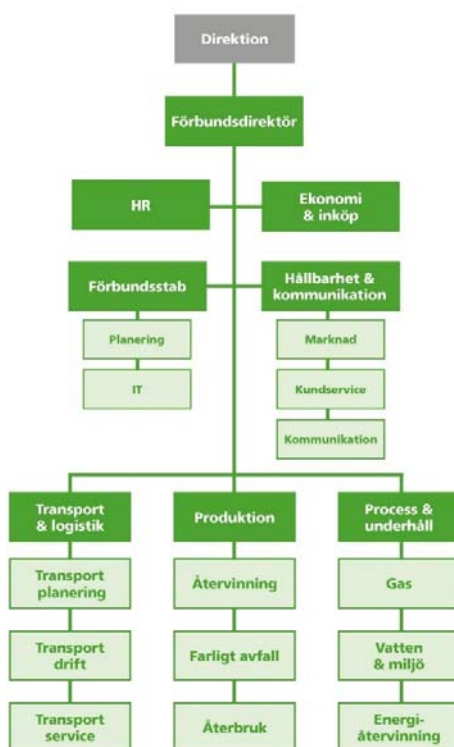 Direktion
Förbundsdirektör
HR
Ekonomi
& inköp
Förbundsstab
Hållbarhet &
kommunikation
Planering
Marknad
IT
Kundservice
Kommunikation
Transport
& logistik
Produktion
Process &
underhåll
Transport
planering
Återvinning
Gas
Transport
drift
Farligt avfall
Vatten
& miljö
Transport
service
Återbruk
Energi-
återvinning